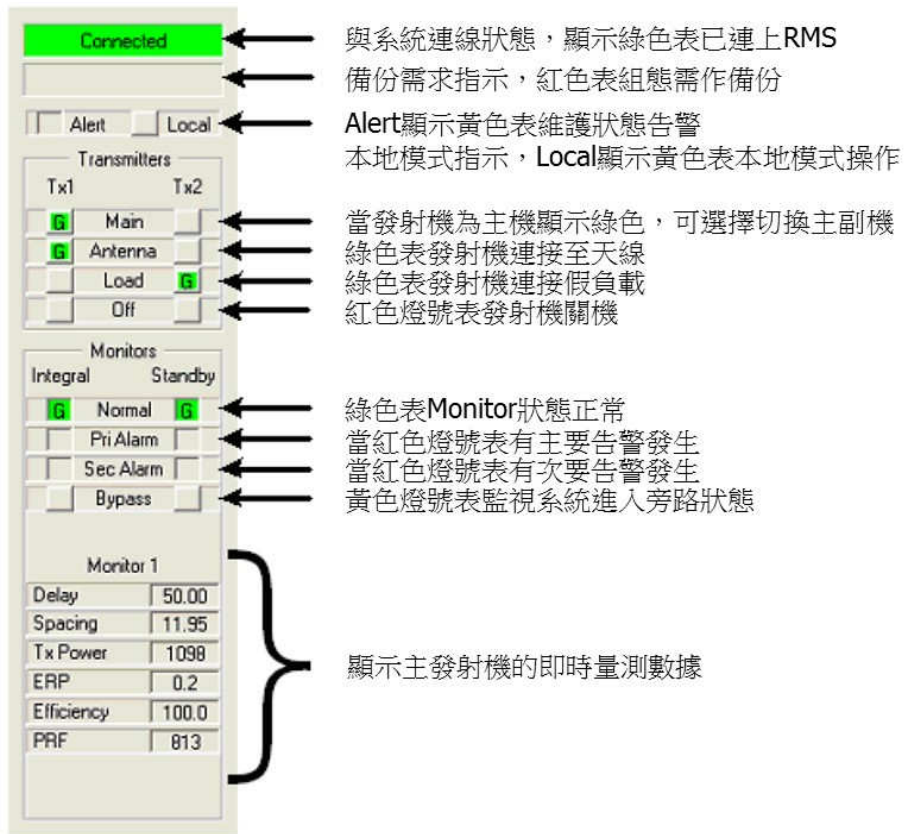 Connected 與系統連線狀態，顯示綠色表已連上RMS
備份需求指示，紅色表組態需作備份
Alert Local Alert顯示黃色表維護狀態告警
本地模式指示，Local顯示黃色表本地模式操作
Transmitters
Tx1 Tx2
G Main 當發射機為主機顯示綠色，可選擇切換主副機
G Antenna 綠色表發射機連接至天線
Load G 綠色表發射機連接假負載
Off 紅色燈號表發射機關機
Monitors
Integral Standby
G Normal G 綠色表Monitor狀態正常
Pri Alarm 當紅色燈號表有主要告警發生
Sec Alarm 當紅色燈號表有次要告警發生
Bypass 黃色燈號表監視系統進入旁路狀態
Monitor 1
Delay 50.00
Spacing 11.95
Tx Power 1098
ERP 0.2
Efficiency 100.0
PRF 813
顯示主發射機的即時量測數據